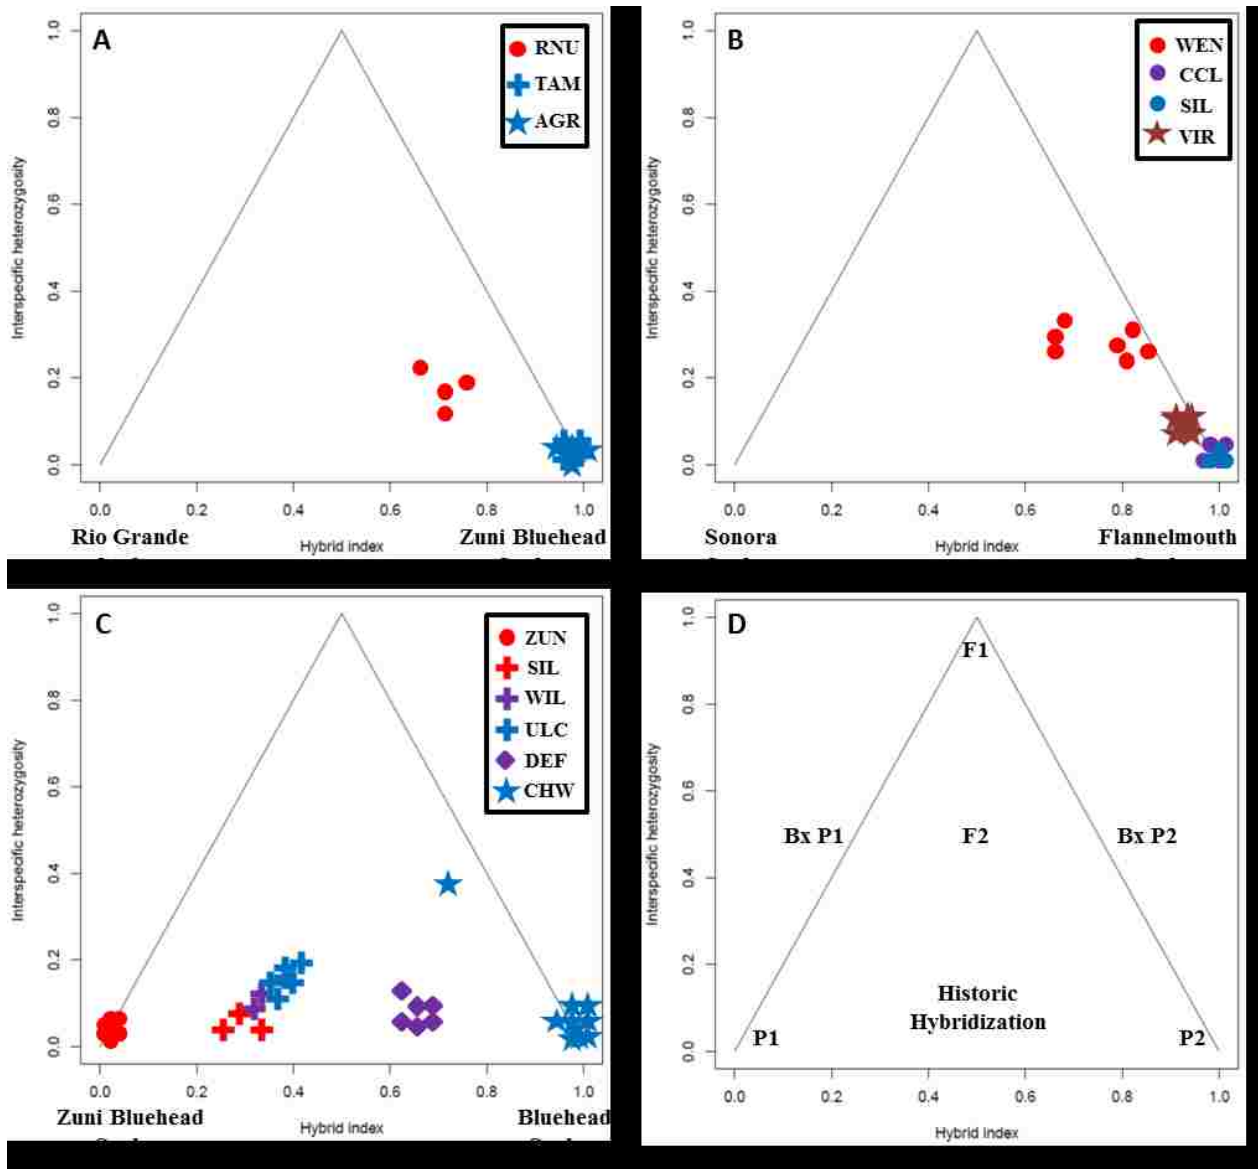 A
RNU
TAM
AGR
Interspecific heterozygosity
1.0
0.8
0.6
0.4
0.2
0.0
0.0 0.2 0.4 0.6 0.8 1.0
Rio Grande
Hybrid index
Zuni Bluehead
B
WEN
CCL
SIL
VIR
Interspecific heterozygosity
1.0
0.8
0.6
0.4
0.2
0.0
0.0 0.2 0.4 0.6 0.8 1.0
Sonora
Hybrid index
Flannelmouth
C
ZUN
SIL
WIL
ULC
DEF
CHW
Interspecific heterozygosity
1.0
0.8
0.6
0.4
0.2
0.0
0.0 0.2 0.4 0.6 0.8 1.0
Zuni Bluehead
Hybrid index
Bluehead
D
F1
Bx P1
F2
Bx P2
Historic
Hybridization
P1
P2
Interspecific heterozygosity
1.0
0.8
0.6
0.4
0.2
0.0
0.0 0.2 0.4 0.6 0.8 1.0
Hybrid index